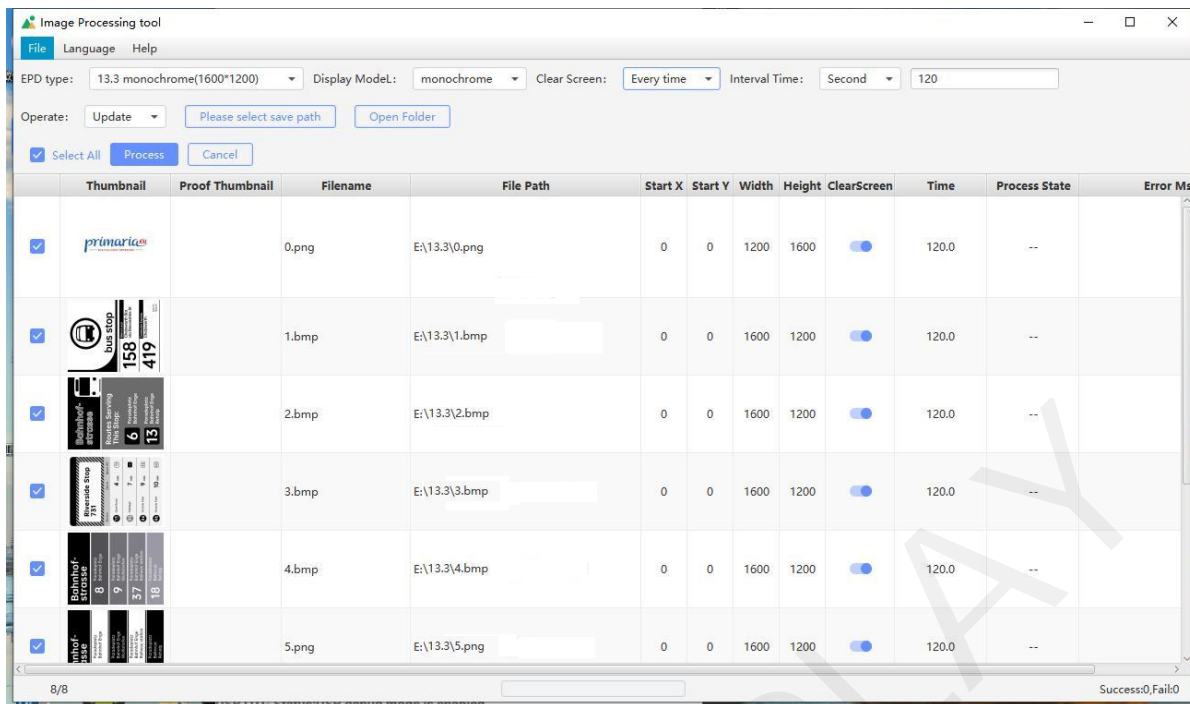 Image Processing tool
File Language Help
EPD type: 13.3 monochrome(1600*1200) Display ModeL: monochrome Clear Screen: Every time Interval Time: Second 120
Operate: Update Please select save path Open Folder
Select All Process Cancel
Thumbnail Proof Thumbnail Filename File Path Start X Start Y Width Height ClearScreen Time Process State Error Ms
primaria
0.png E:\13.3\0.png 0 0 1200 1600 120.0 --
bus stop
158
419
1.bmp E:\13.3\1.bmp 0 0 1600 1200 120.0 --
Bahnhof-
strasse
Routes Serving
This Stop:
6
13
2.bmp E:\13.3\2.bmp 0 0 1600 1200 120.0 --
Riverside Stop
731
3.bmp E:\13.3\3.bmp 0 0 1600 1200 120.0 --
Bahnhof-
strasse
8
9
37
18
4.bmp E:\13.3\4.bmp 0 0 1600 1200 120.0 --
5.png E:\13.3\5.png 0 0 1600 1200 120.0 --
8/8 Success:0,Fail:0